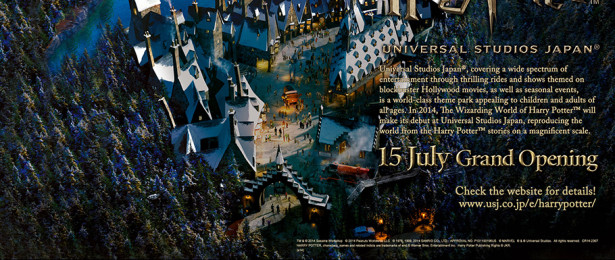 UNIVERSAL STUDIOS JAPAN®
Universal Studios Japan®, covering a wide spectrum of
entertainment through thrilling rides and shows themed on
blockbuster Hollywood movies, as well as seasonal events,
is a world-class theme park appealing to children and adults of
all ages. In 2014, The Wizarding World of Harry Potter™ will
make its debut at Universal Studios Japan, reproducing the
world from the Harry Potter™ stories on a magnificent scale.
15 July Grand Opening
Check the website for details!
www.usj.co.jp/e/harrypotter/